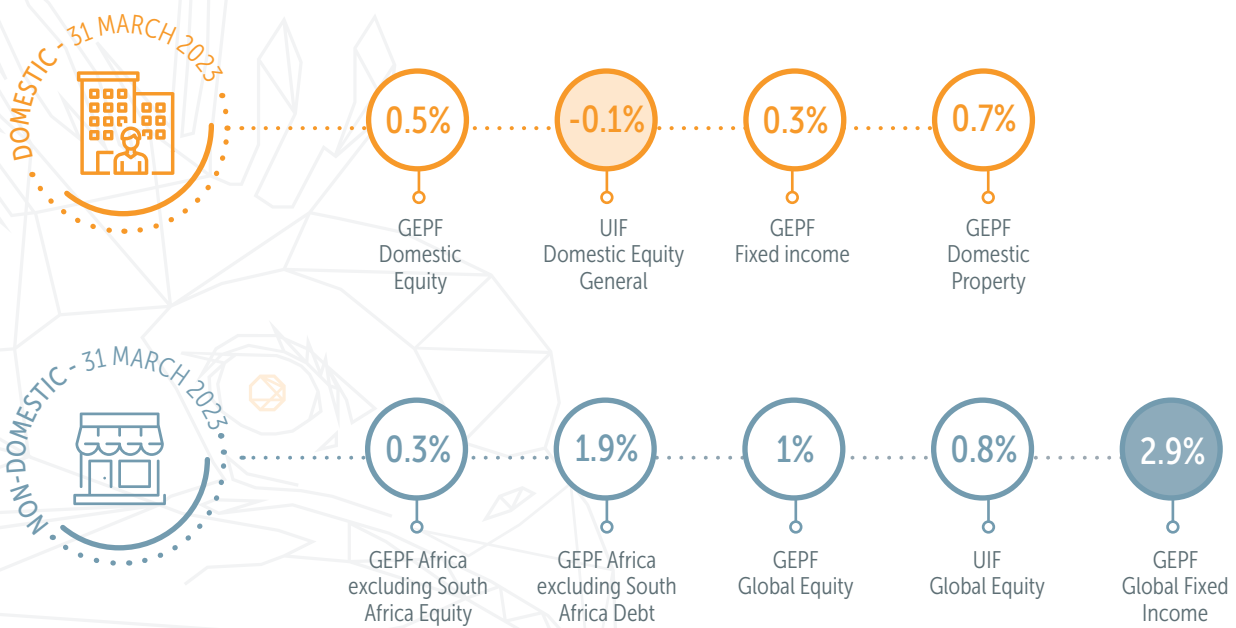 DOMESTIC - 31 MARCH 2023
0.5%
-0.1%
0.3%
0.7%
GEPF
Domestic
Equity
UIF
Domestic Equity
General
GEPF
Fixed income
GEPF
Domestic
Property
NON-DOMESTIC - 31 MARCH 2023
0.3%
1.9%
1%
0.8%
2.9%
GEPF Africa
excluding South
Africa Equity
GEPF Africa
excluding South
Africa Debt
GEPF
Global Equity
UIF
Global Equity
GEPF
Global Fixed
Income